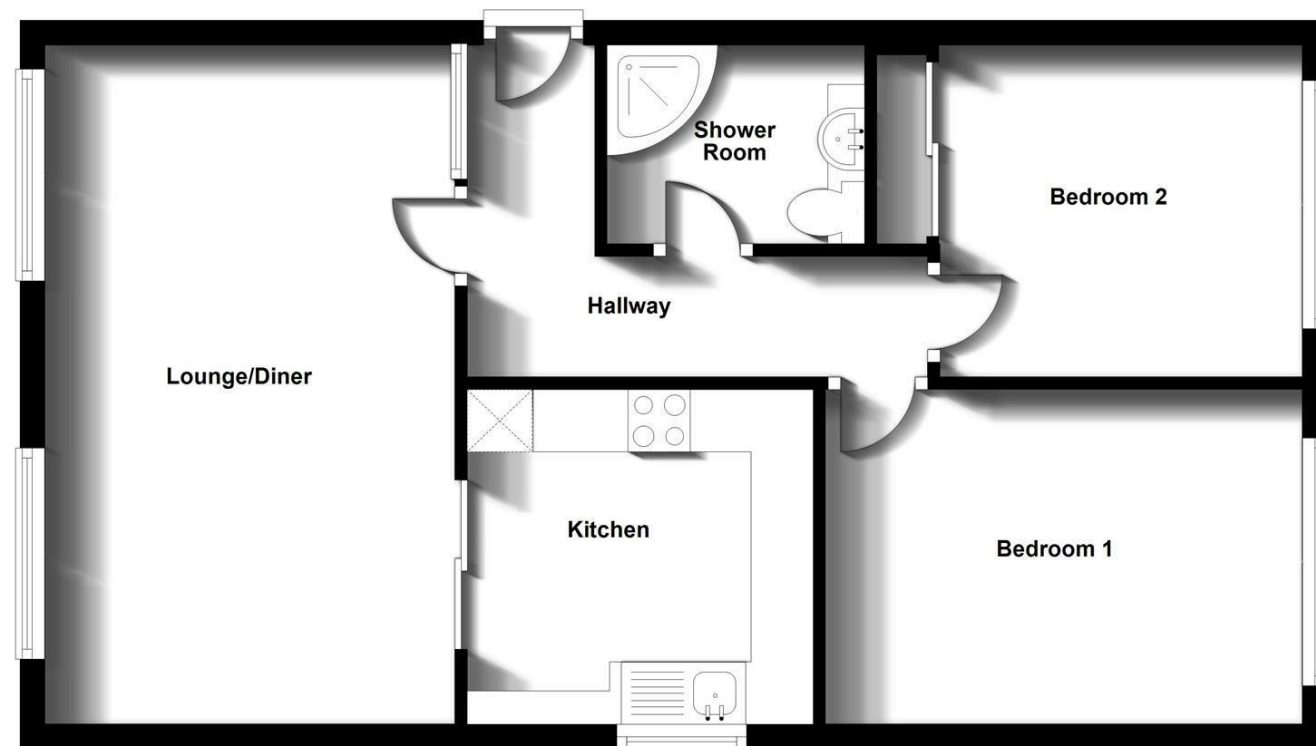 Shower
Room
Bedroom 2
Hallway
Lounge/Diner
Kitchen
Bedroom 1